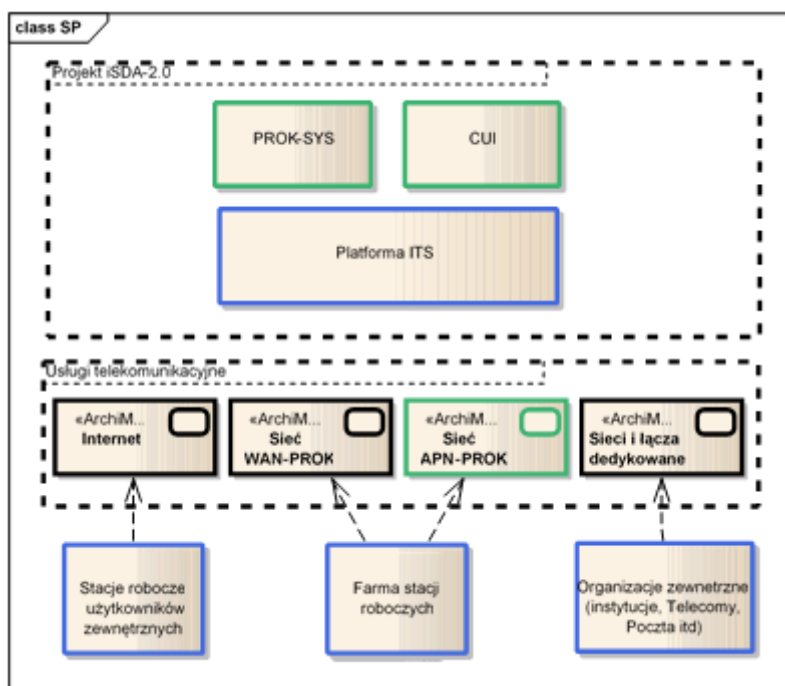 class SP
Projekt iSDA-2.0
PROK-SYS
CUI
Platforma ITS
Usługi telekomunikacyjne
«ArchiM...
Internet
«ArchiM...
Sieć
WAN-PROK
«ArchiM...
Sieć
APN-PROK
«ArchiM...
Sieci i łącza
dedykowane
Stacje robocze
użytkowników
zewnętrznych
Farma stacji
roboczych
Organizacje zewnetrzne
(instytucje, Telecomy,
Poczta itd)